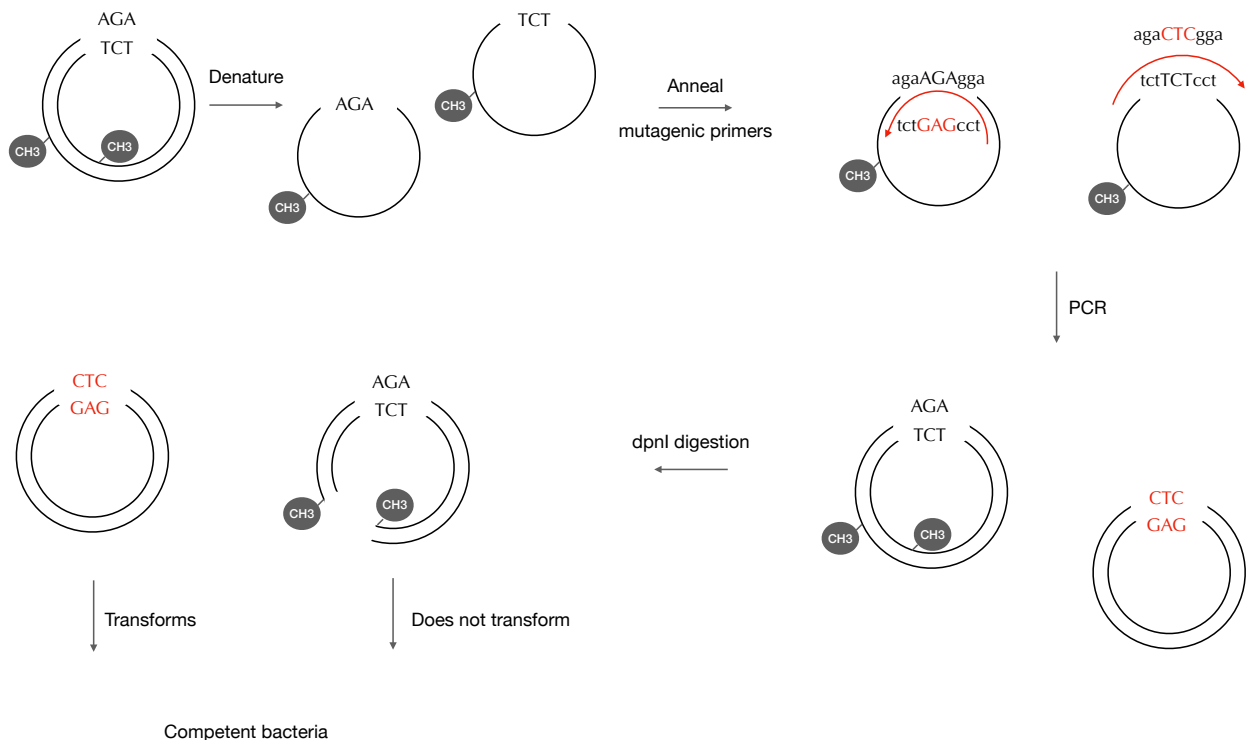 AGA
TCT
CH3
CH3
Denature
AGA
CH3
TCT
CH3
Anneal
mutagenic primers
agaAGAgga
tctGAGcct
CH3
agaCTCgga
tctTCTcct
CH3
PCR
CTC
GAG
AGA
TCT
CH3
CH3
dpnI digestion
AGA
TCT
CH3
CH3
CTC
GAG
Transforms
Does not transform
Competent bacteria